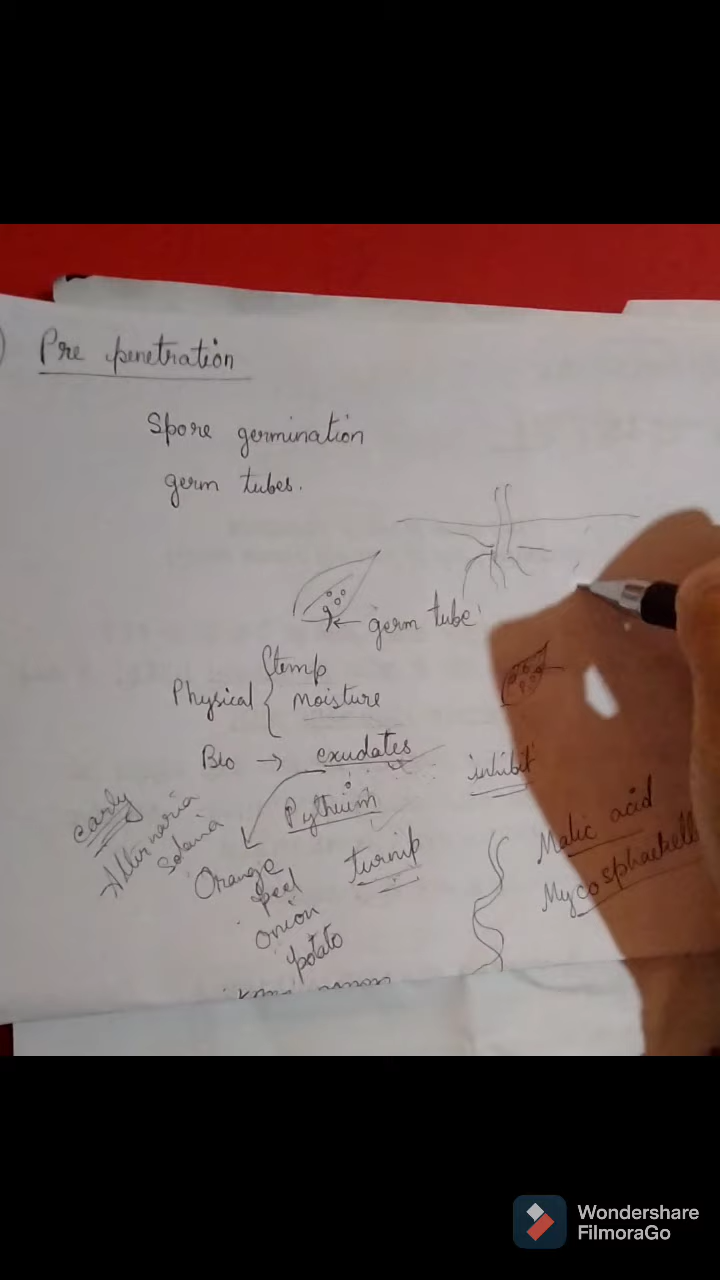 Pre penetration
Spore germination
germ tubes.
germ tube
temp
Physical { moisture
Bio → exudates
inhibit
early
Alternaria
Solania
Pythium
Orange
peel
onion
potato
turnip
Malic acid
Mycosphaerella
Wondershare
FilmoraGo